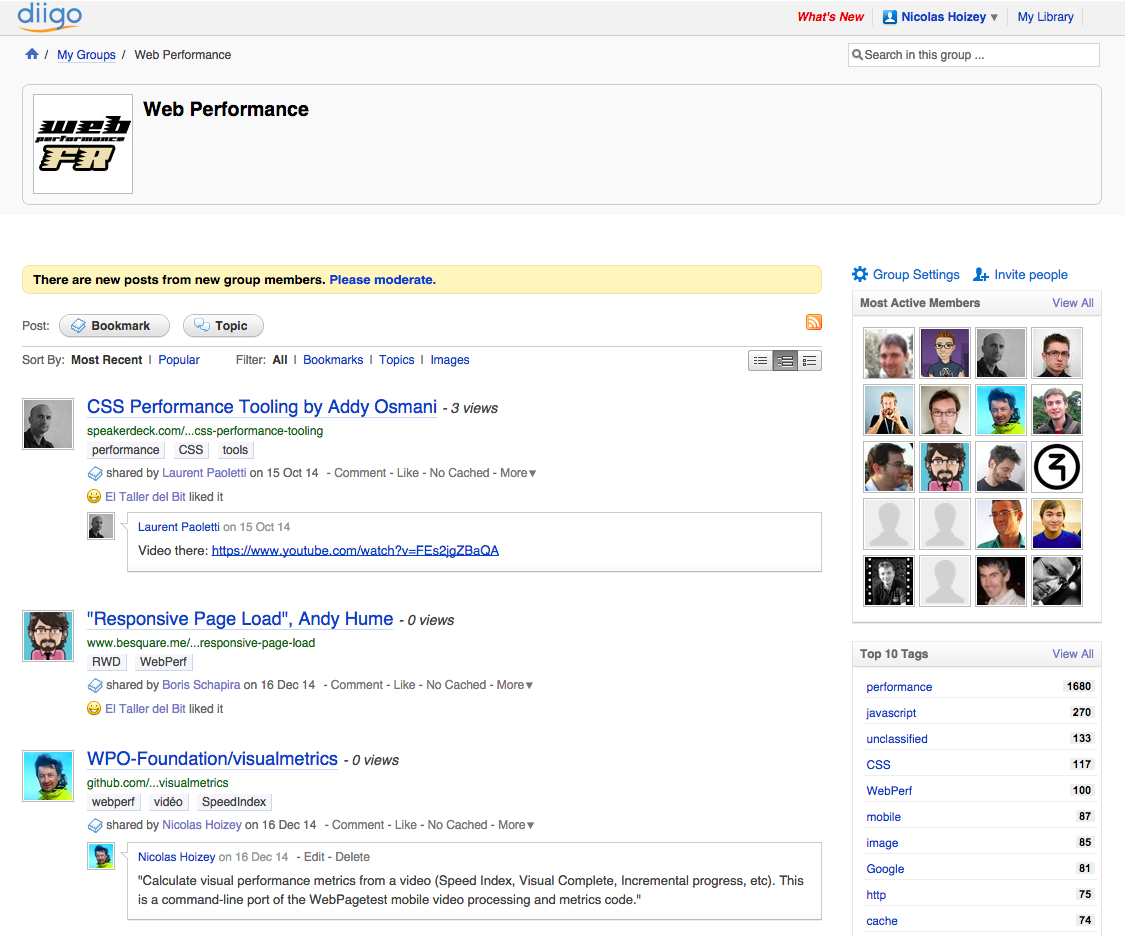 diigo
What's New
Nicolas Hoizey ▼
My Library
/ My Groups / Web Performance
Search in this group ...
web
performance
FR
Web Performance
There are new posts from new group members. Please moderate.
Post: Bookmark Topic
Sort By: Most Recent | Popular Filter: All | Bookmarks | Topics | Images
CSS Performance Tooling by Addy Osmani - 3 views
speakerdeck.com/...css-performance-tooling
performance CSS tools
shared by Laurent Paoletti on 15 Oct 14 - Comment - Like - No Cached - More▼
El Taller del Bit liked it
Laurent Paoletti on 15 Oct 14
Video there: https://www.youtube.com/watch?v=FEs2jgZBaQA
"Responsive Page Load", Andy Hume - 0 views
www.besquare.me/...responsive-page-load
RWD WebPerf
shared by Boris Schapira on 16 Dec 14 - Comment - Like - No Cached - More▼
El Taller del Bit liked it
WPO-Foundation/visualmetrics - 0 views
github.com/...visualmetrics
webperf vidéo SpeedIndex
shared by Nicolas Hoizey on 16 Dec 14 - Comment - Like - No Cached - More▼
Nicolas Hoizey on 16 Dec 14 - Edit - Delete
"Calculate visual performance metrics from a video (Speed Index, Visual Complete, Incremental progress, etc). This
is a command-line port of the WebPagetest mobile video processing and metrics code."
Group Settings Invite people
Most Active Members View All
Top 10 Tags View All
performance 1680
javascript 270
unclassified 133
CSS 117
WebPerf 100
mobile 87
image 85
Google 81
http 75
cache 74